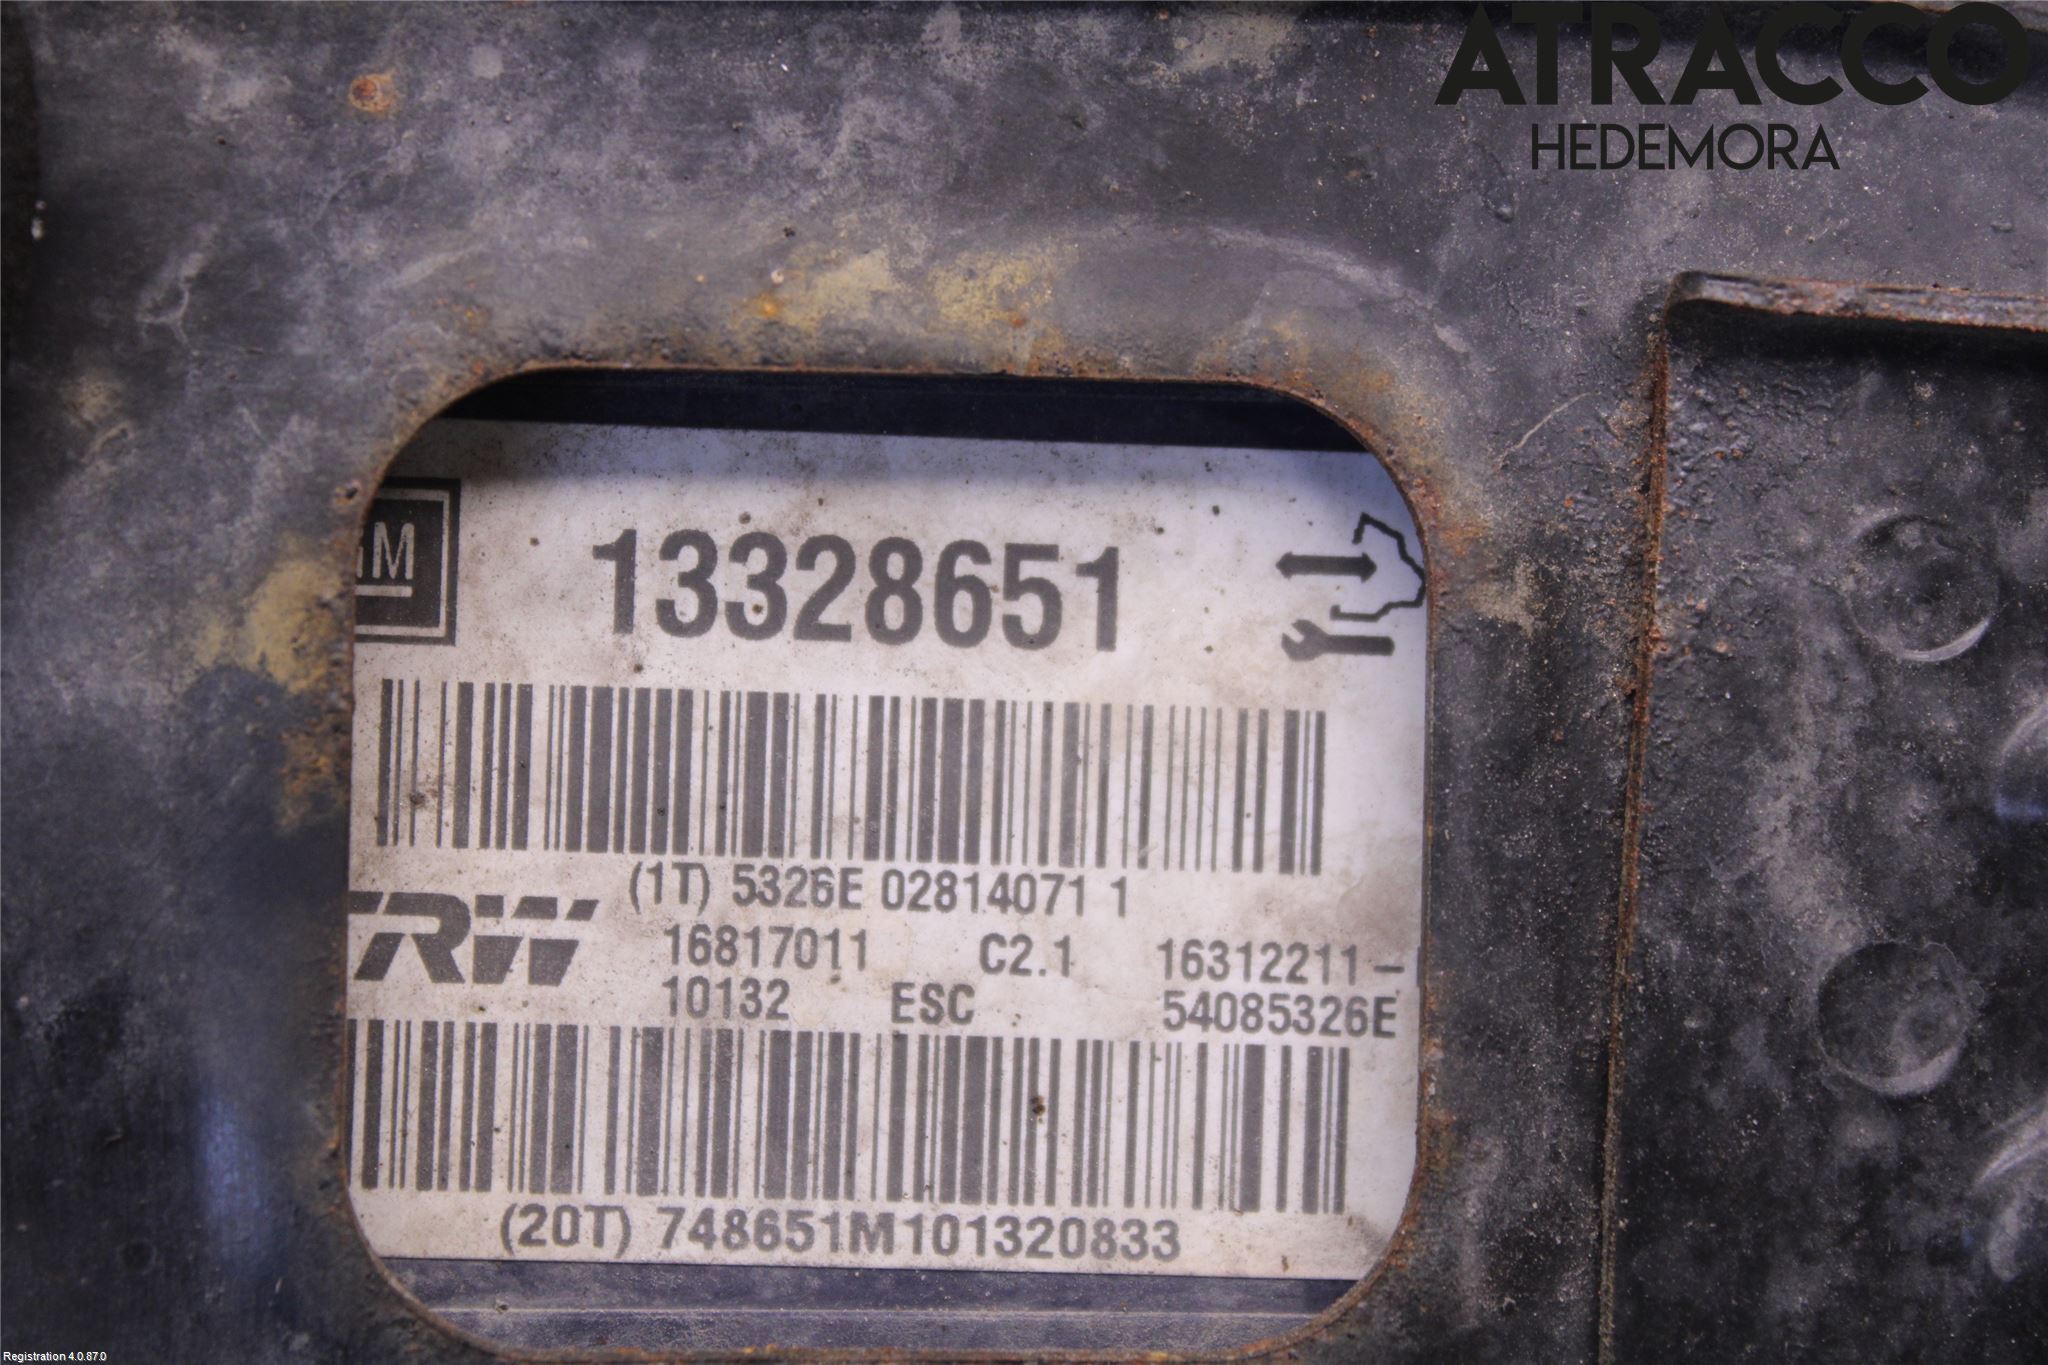 ATRACCO
HEDEMORA
GM
13328651
(1T) 5326E 02814071 1
TRW
16817011 C2.1 16312211-
10132 ESC 54085326E
(20T) 748651M101320833
Registration 4.0.87.0